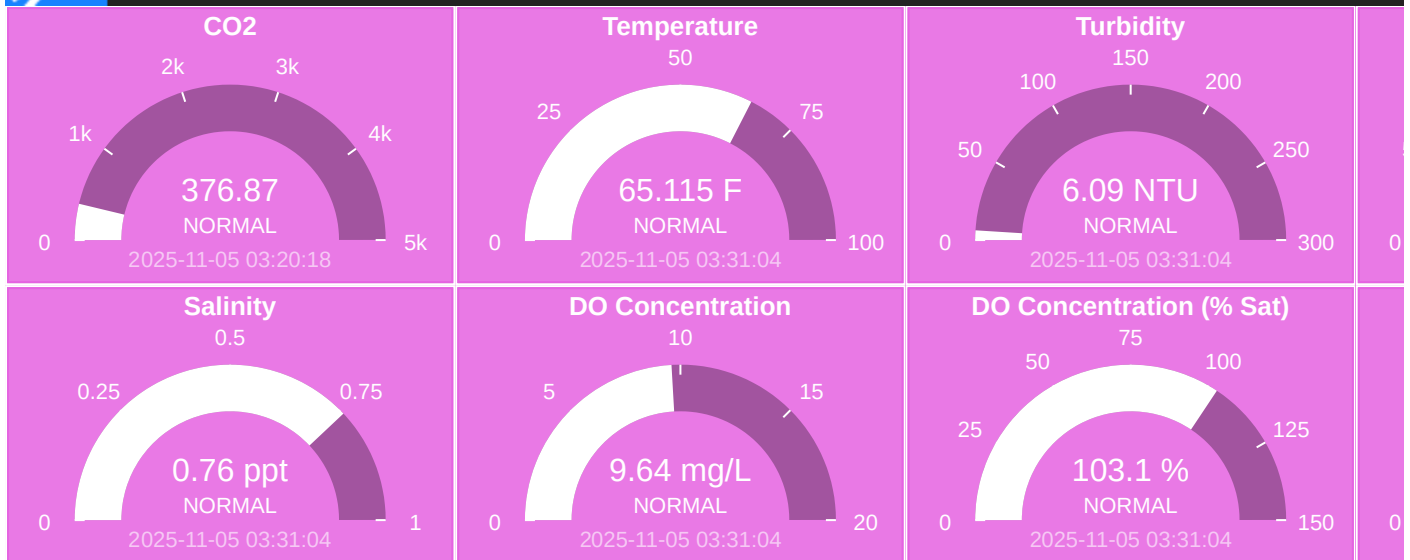 CO2
2k
3k
1k
4k
376.87
NORMAL
0
5k
2025-11-05 03:20:18
Temperature
50
25
75
65.115 F
NORMAL
0
100
2025-11-05 03:31:04
Turbidity
150
100
200
50
250
6.09 NTU
NORMAL
0
300
2025-11-05 03:31:04
Salinity
0.5
0.25
0.75
0.76 ppt
NORMAL
0
1
2025-11-05 03:31:04
DO Concentration
10
5
15
9.64 mg/L
NORMAL
0
20
2025-11-05 03:31:04
DO Concentration (% Sat)
75
50
100
25
125
103.1 %
NORMAL
0
150
2025-11-05 03:31:04
0
0